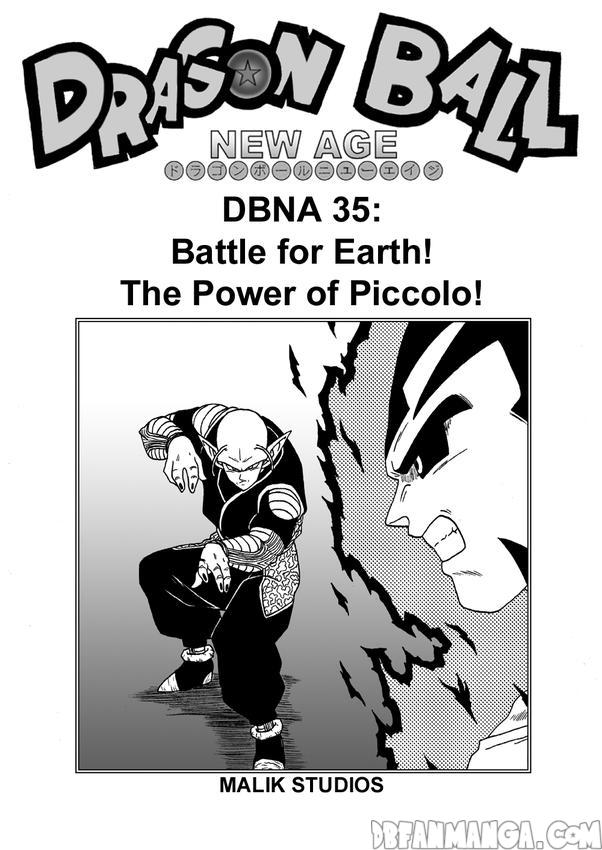 DRAGON BALL
NEW AGE
ドラゴンボールニューエイジ
DBNA 35:
Battle for Earth!
The Power of Piccolo!
MALIK STUDIOS
DBFANMANGA.COM